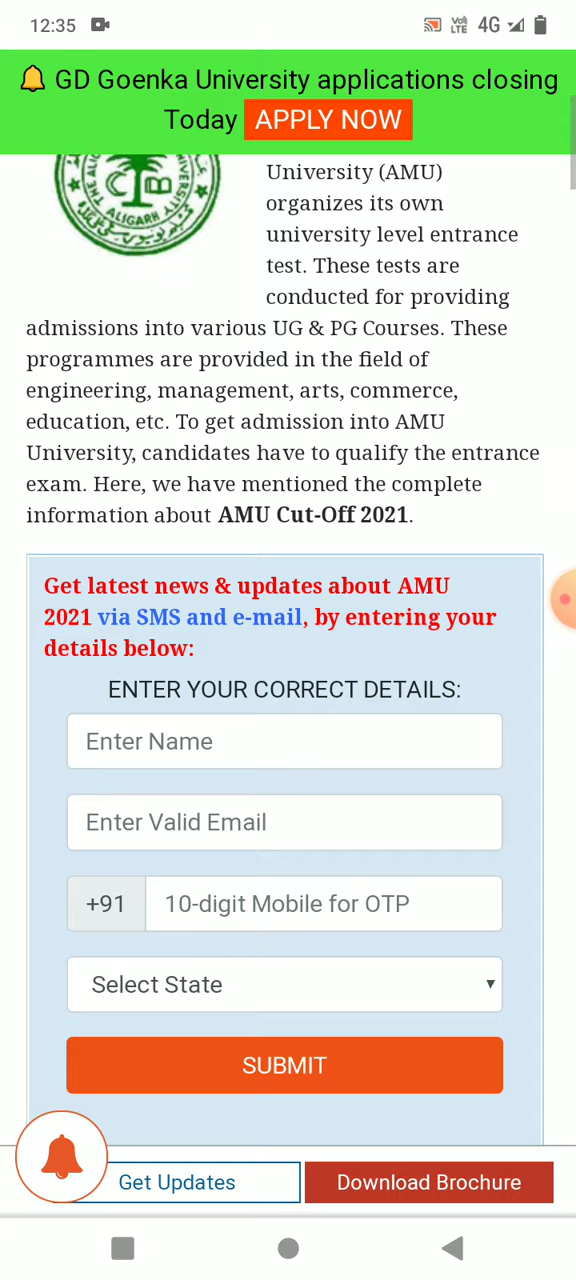 12:35
Vo) LTE 4G
GD Goenka University applications closing
Today APPLY NOW
THE ALIG
ALIGARH
University (AMU)
organizes its own
university level entrance
test. These tests are
conducted for providing
admissions into various UG & PG Courses. These
programmes are provided in the field of
engineering, management, arts, commerce,
education, etc. To get admission into AMU
University, candidates have to qualify the entrance
exam. Here, we have mentioned the complete
information about AMU Cut-Off 2021.
Get latest news & updates about AMU
2021 via SMS and e-mail, by entering your
details below:
ENTER YOUR CORRECT DETAILS:
Enter Name
Enter Valid Email
+91 10-digit Mobile for OTP
Select State
SUBMIT
Get Updates Download Brochure